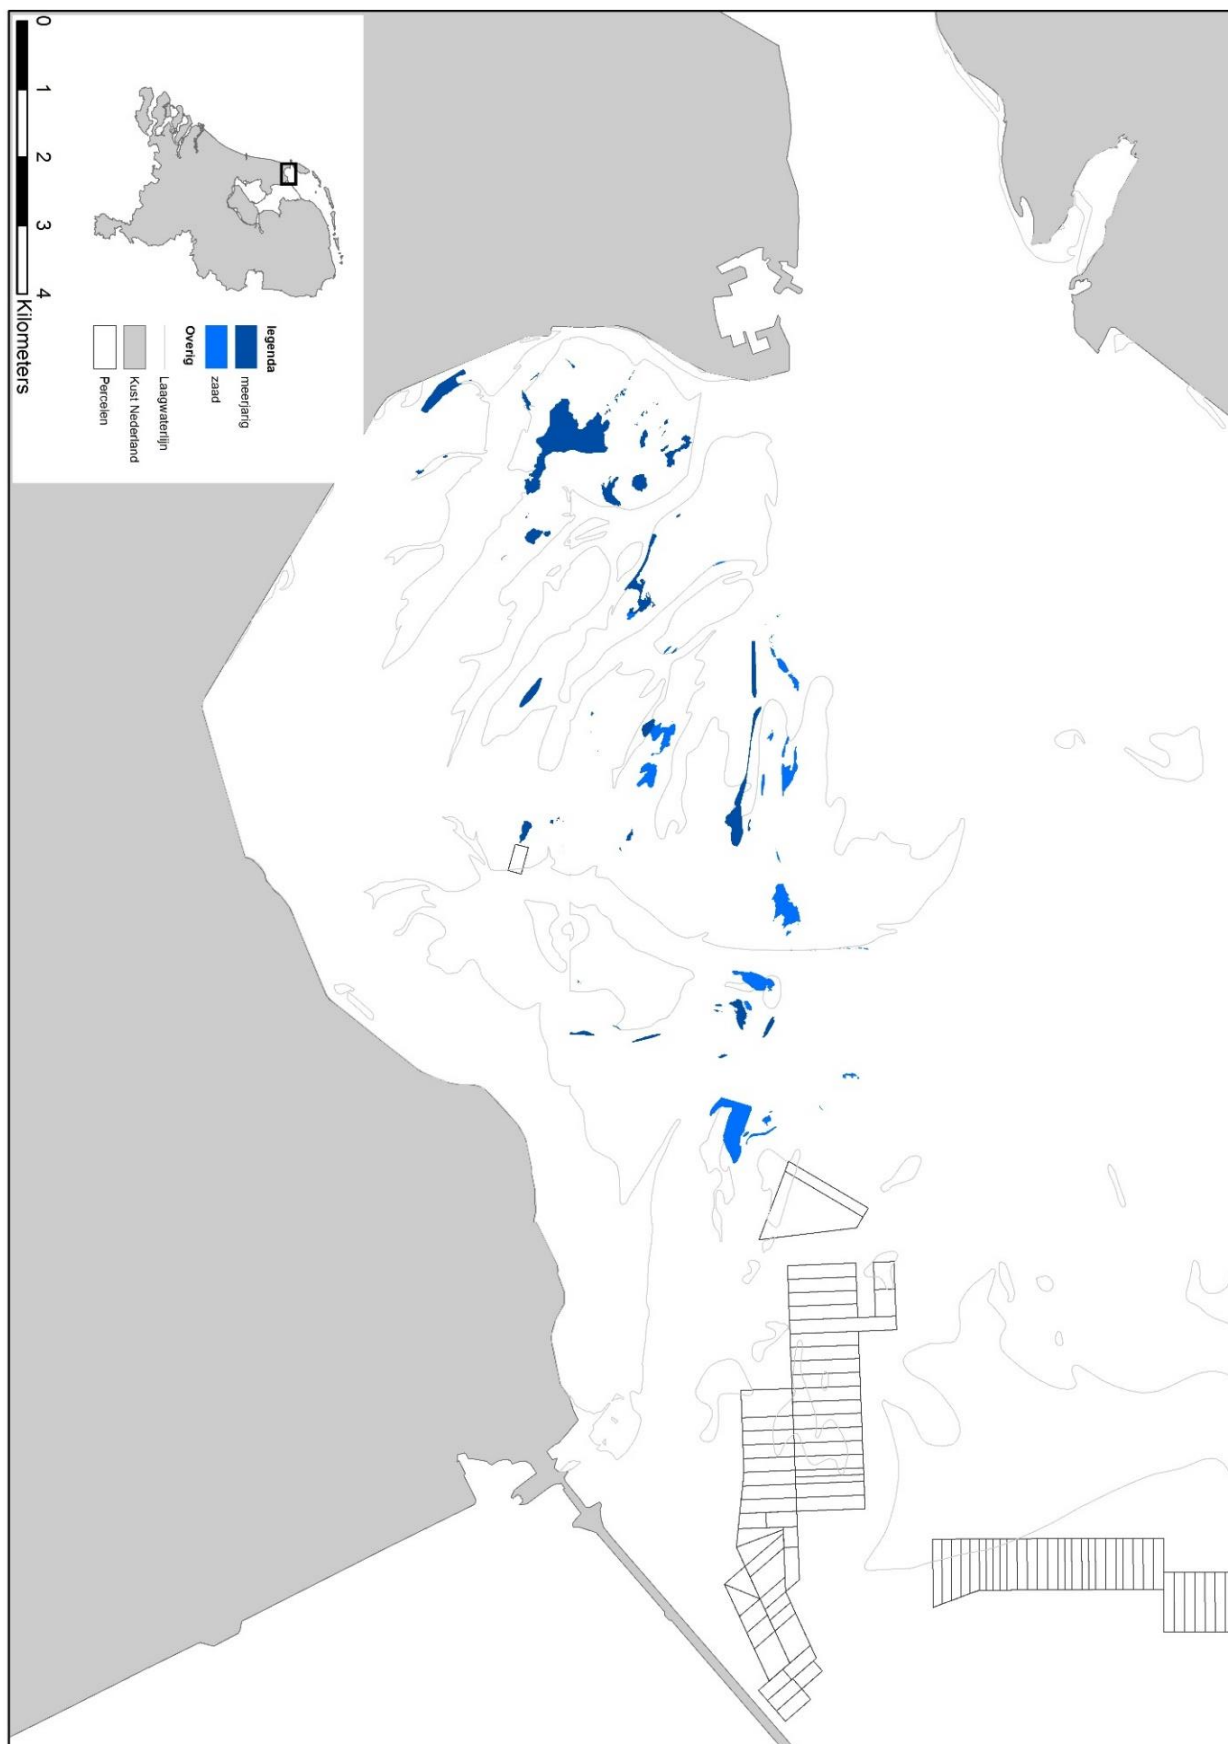 0 1 2 3 4
Kilometers
legenda
meerjarig
zaad
Overig
Laagwaterlijn
Kust Nederland
Percelen